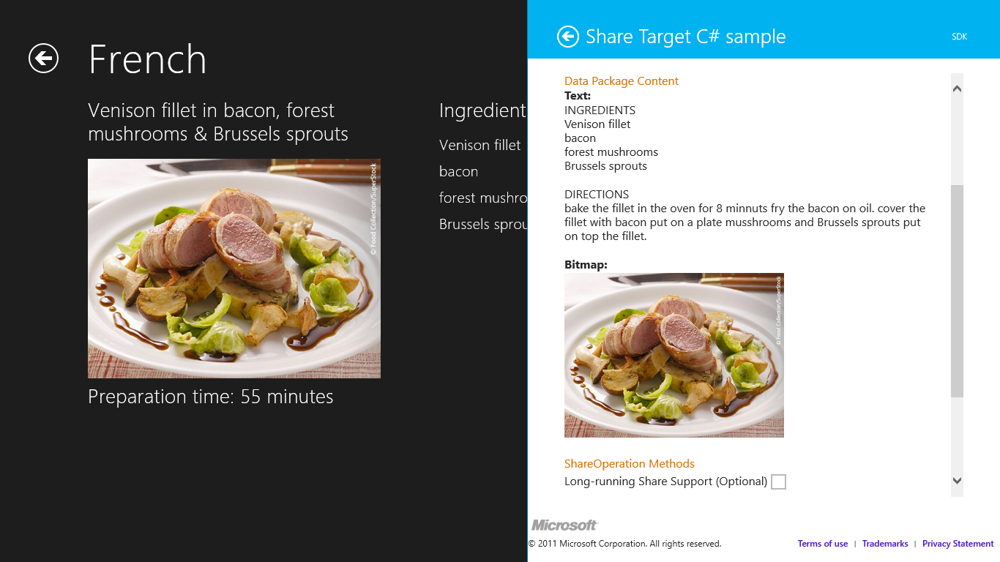 French
Venison fillet in bacon, forest
mushrooms & Brussels sprouts
© Food Collection/SuperStock
Preparation time: 55 minutes
Ingredient
Venison fillet
bacon
forest mushro
Brussels sprou
Share Target C# sample
SDK
Data Package Content
Text:
INGREDIENTS
Venison fillet
bacon
forest mushrooms
Brussels sprouts
DIRECTIONS
bake the fillet in the oven for 8 minnuts fry the bacon on oil. cover the
fillet with bacon put on a plate musshrooms and Brussels sprouts put
on top the fillet.
Bitmap:
© Food Collection/SuperStock
ShareOperation Methods
Long-running Share Support (Optional)
Microsoft
© 2011 Microsoft Corporation. All rights reserved.
Terms of use | Trademarks | Privacy Statement